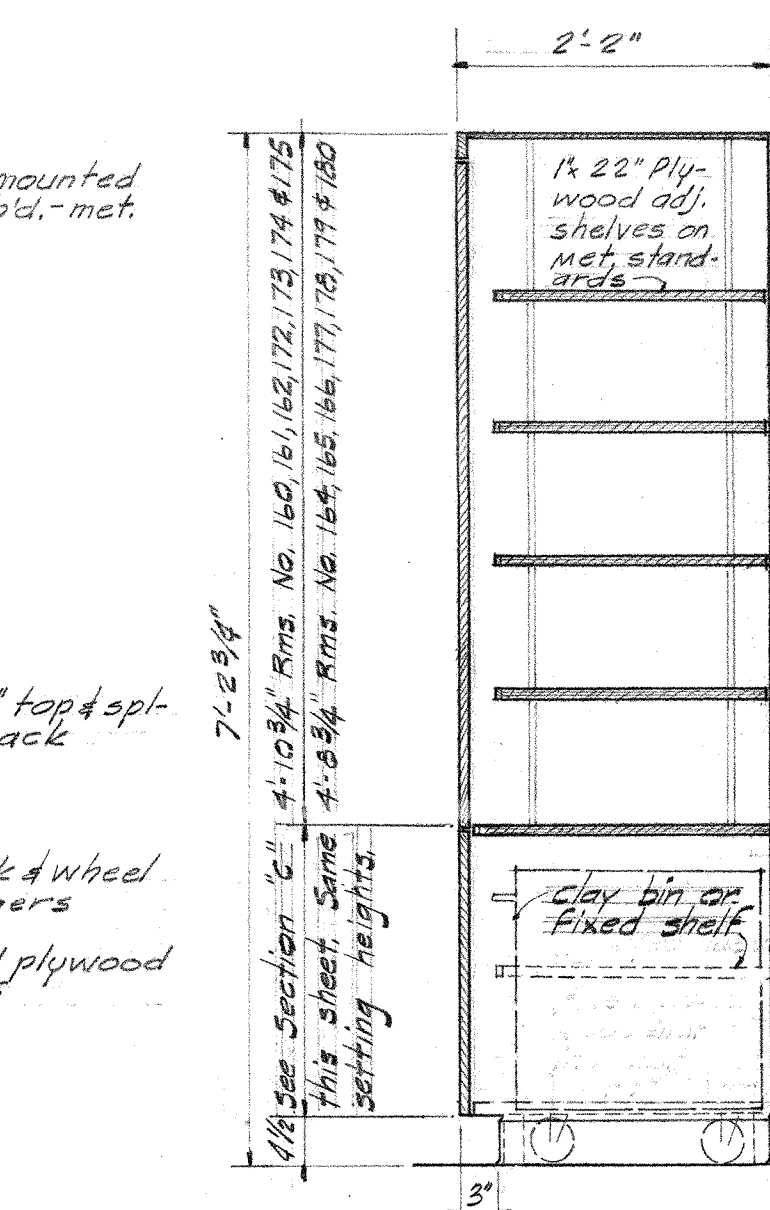 2'-2"
mounted
o'd.-met.
1"x 22" Ply-
wood adj.
shelves on
Met. stand-
ards
4'-10 3/4" Rms. No. 160, 161, 162, 172, 173, 174 & 175
4'-8 3/4" Rms. No. 164, 165, 166, 177, 178, 179 & 180
7'-2 3/4"
" top & spl-
ack
k & wheel
ers
plywood
See Section "C"
this sheet. Same
setting heights.
clay bin or
fixed shelf
4 1/2
3"